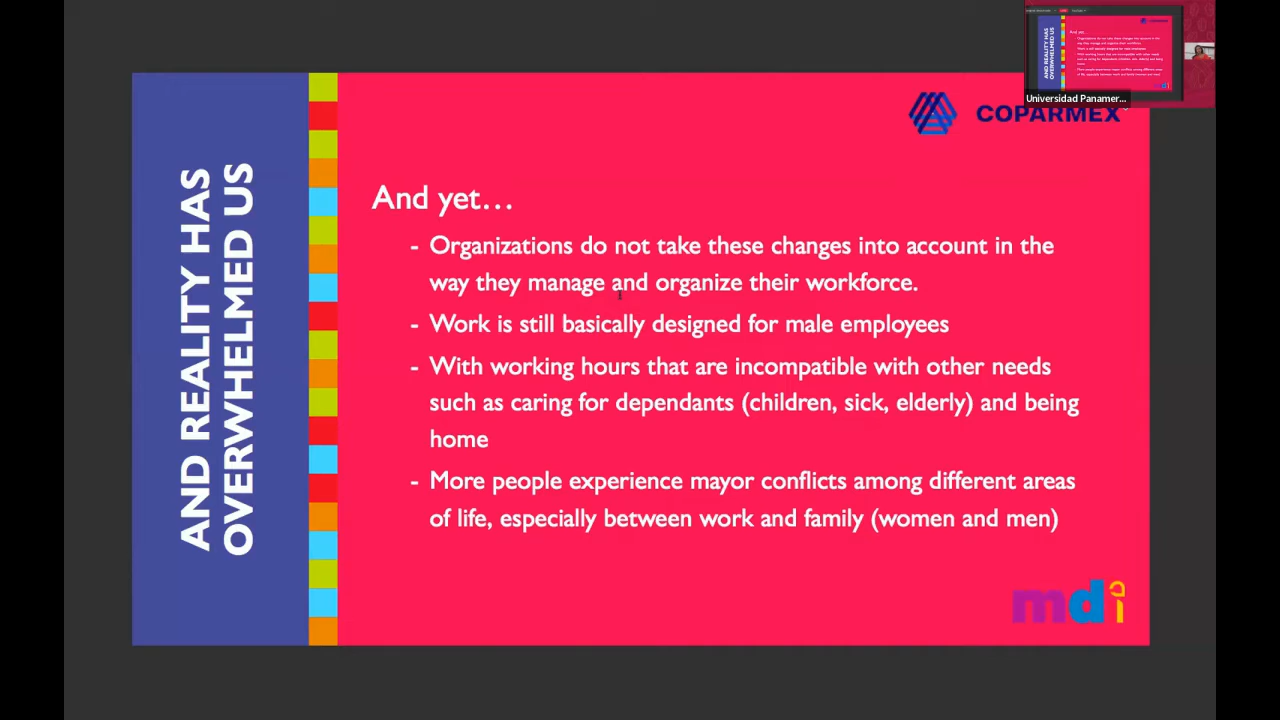 Universidad Panamer...
COPARMEX
AND REALITY HAS
OVERWHELMED US
And yet...
- Organizations do not take these changes into account in the
way they manage and organize their workforce.
- Work is still basically designed for male employees
- With working hours that are incompatible with other needs
such as caring for dependants (children, sick, elderly) and being
home
- More people experience mayor conflicts among different areas
of life, especially between work and family (women and men)
mdi